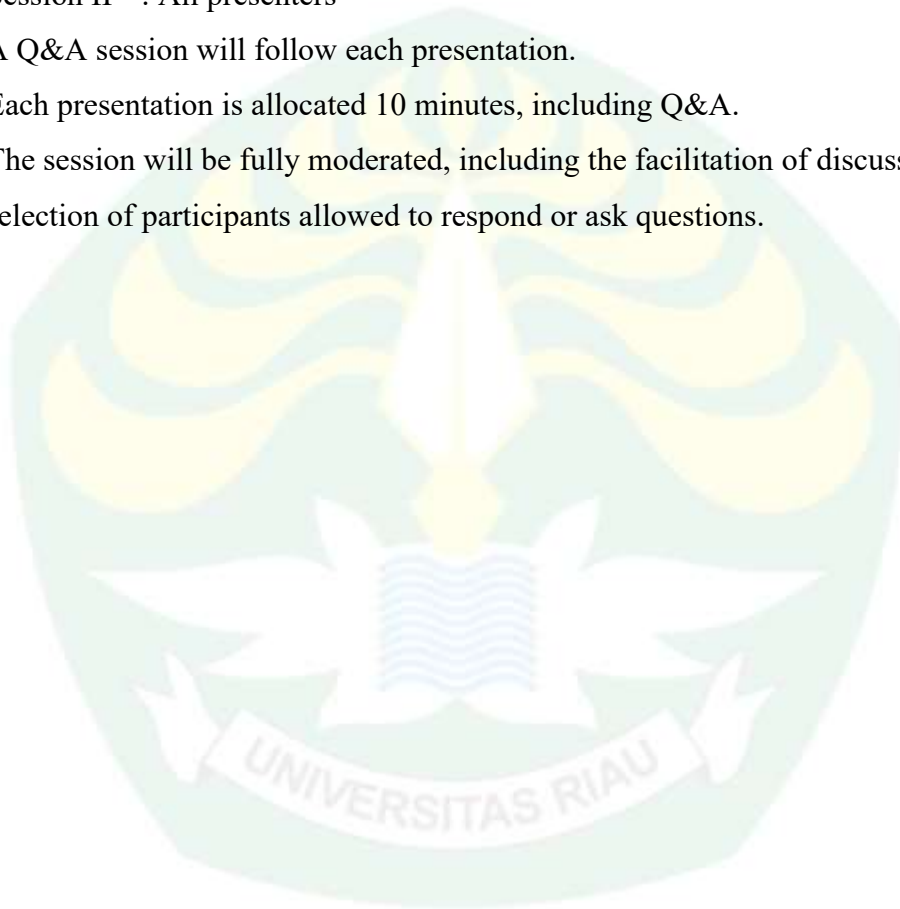 ession II : All presenters
A Q&A session will follow each presentation.
Each presentation is allocated 10 minutes, including Q&A.
The session will be fully moderated, including the facilitation of discuss
election of participants allowed to respond or ask questions.
UNIVERSITAS RIAU